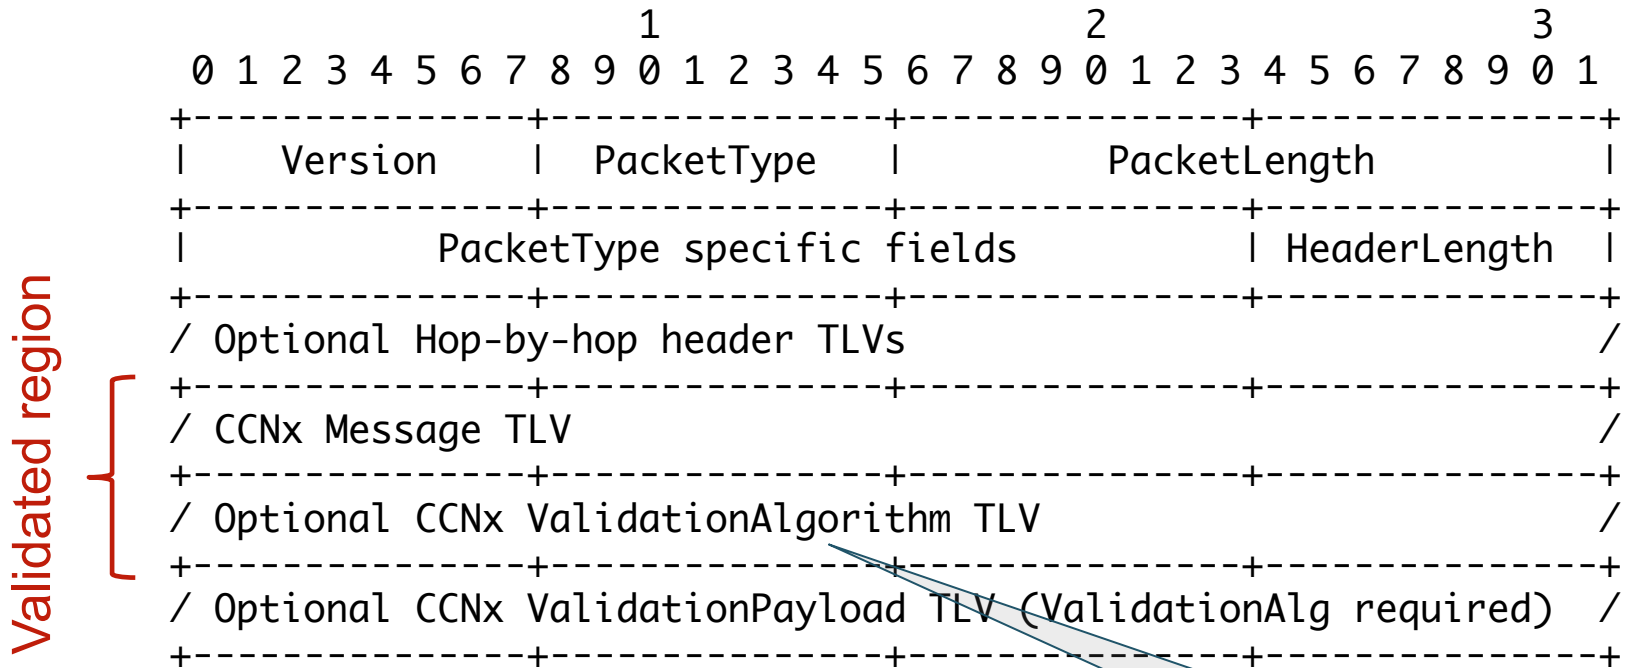 1                   2                   3
 0 1 2 3 4 5 6 7 8 9 0 1 2 3 4 5 6 7 8 9 0 1 2 3 4 5 6 7 8 9 0 1
+---------------+---------------+---------------+---------------+
|    Version    |  PacketType   |         PacketLength          |
+---------------+---------------+---------------+---------------+
|           PacketType specific fields          | HeaderLength  |
+---------------+---------------+---------------+---------------+
/ Optional Hop-by-hop header TLVs                               /
+---------------+---------------+---------------+---------------+
/ CCNx Message TLV                                              /
+---------------+---------------+---------------+---------------+
/ Optional CCNx ValidationAlgorithm TLV                         /
+---------------+---------------+---------------+---------------+
/ Optional CCNx ValidationPayload TLV (ValidationAlg required)  /
+---------------+---------------+---------------+---------------+
Validated region